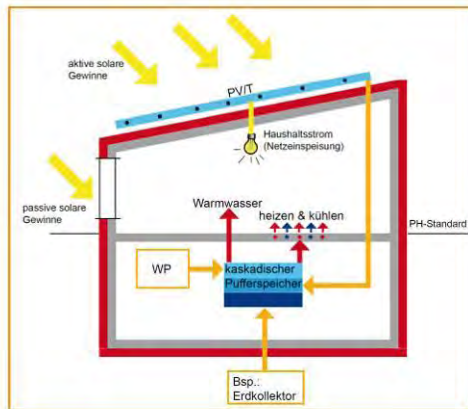 aktive solare
Gewinne
PV/T
Haushaltsstrom
(Netzeinspeisung)
passive solare
Gewinne
Warmwasser
heizen & kühlen
PH-Standard
WP
kaskadischer
Pufferspeicher
Bsp.:
Erdkollektor